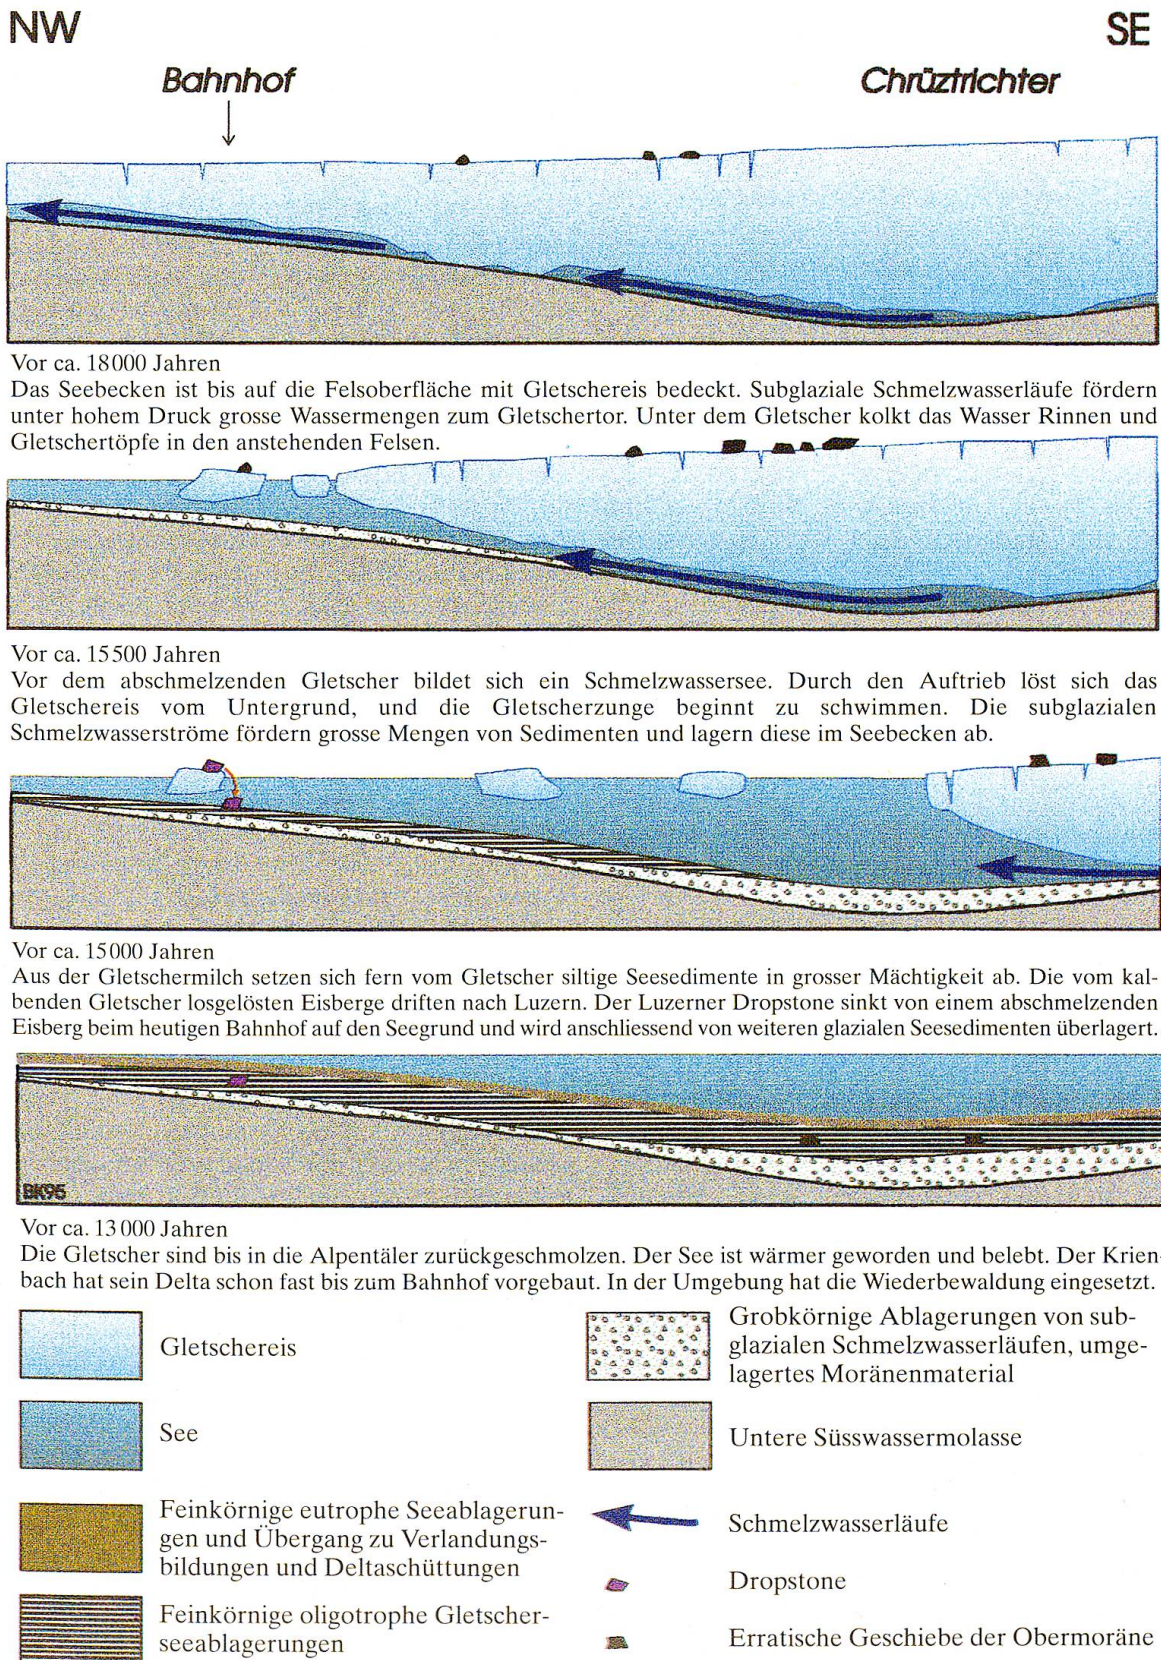 NW
SE
Bahnhof
Chrüztrichter
Vor ca. 18000 Jahren
Das Seebecken ist bis auf die Felsoberfläche mit Gletschereis bedeckt. Subglaziale Schmelzwasserläufe fördern
unter hohem Druck grosse Wassermengen zum Gletschertor. Unter dem Gletscher kolkt das Wasser Rinnen und
Gletschertöpfe in den anstehenden Felsen.
Vor ca. 15500 Jahren
Vor dem abschmelzenden Gletscher bildet sich ein Schmelzwassersee. Durch den Auftrieb löst sich das
Gletschereis vom Untergrund, und die Gletscherzunge beginnt zu schwimmen. Die subglazialen
Schmelzwasserströme fördern grosse Mengen von Sedimenten und lagern diese im Seebecken ab.
Vor ca. 15000 Jahren
Aus der Gletschermilch setzen sich fern vom Gletscher siltige Seesedimente in grosser Mächtigkeit ab. Die vom kal-
benden Gletscher losgelösten Eisberge driften nach Luzern. Der Luzerner Dropstone sinkt von einem abschmelzenden
Eisberg beim heutigen Bahnhof auf den Seegrund und wird anschliessend von weiteren glazialen Seesedimenten überlagert.
BK95
Vor ca. 13000 Jahren
Die Gletscher sind bis in die Alpentäler zurückgeschmolzen. Der See ist wärmer geworden und belebt. Der Krien-
bach hat sein Delta schon fast bis zum Bahnhof vorgebaut. In der Umgebung hat die Wiederbewaldung eingesetzt.
Gletschereis
See
Feinkörnige eutrophe Seeablagerun-
gen und Übergang zu Verlandungs-
bildungen und Deltaschüttungen
Feinkörnige oligotrophe Gletscher-
seeablagerungen
Grobkörnige Ablagerungen von sub-
glazialen Schmelzwasserläufen, umge-
lagertes Moränenmaterial
Untere Süsswassermolasse
Schmelzwasserläufe
Dropstone
Erratische Geschiebe der Obermoräne